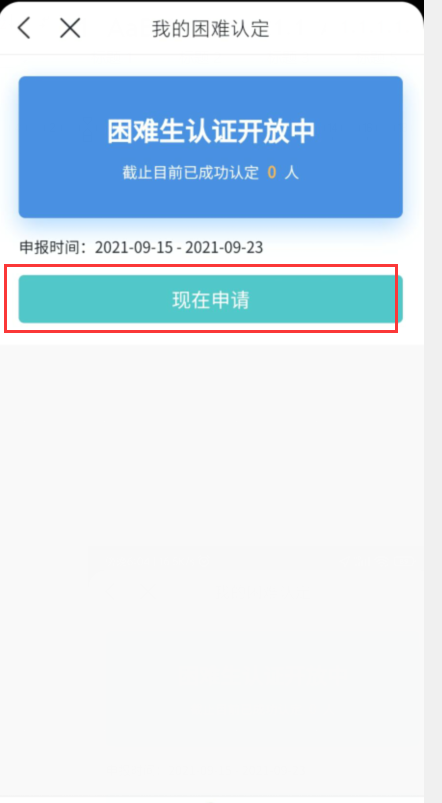 我的困难认定
困难生认证开放中
截止目前已成功认定 0 人
申报时间：2021-09-15 - 2021-09-23
现在申请